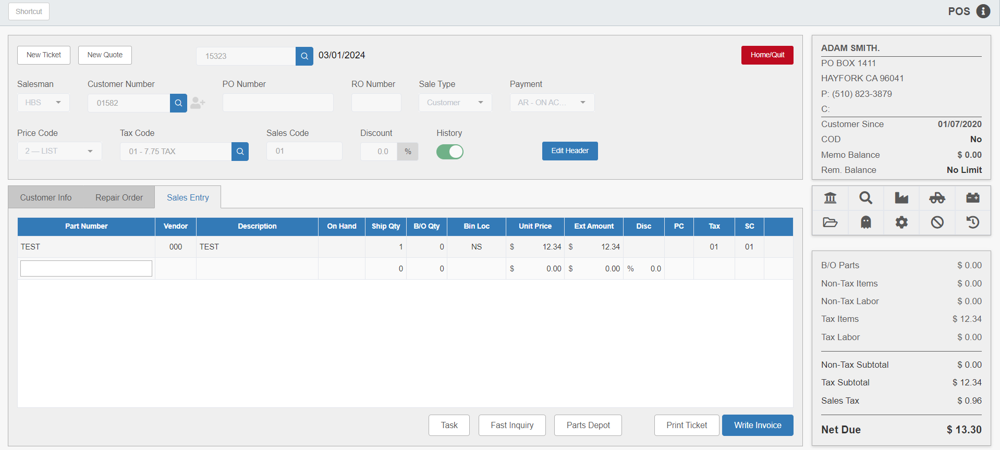 Shortcut
POS
New Ticket
New Quote
15323
03/01/2024
Home/Quit
Salesman
Customer Number
PO Number
RO Number
Sale Type
Payment
HBS
01582
Customer
AR - ON AC...
Price Code
Tax Code
Sales Code
Discount
History
2 — LIST
01 - 7.75 TAX
01
0.0 %
Edit Header
ADAM SMITH.
PO BOX 1411
HAYFORK CA 96041
P: (510) 823-3879
C:
Customer Since 01/07/2020
COD No
Memo Balance $ 0.00
Rem. Balance No Limit
Customer Info
Repair Order
Sales Entry
Part Number Vendor Description On Hand Ship Qty B/O Qty Bin Loc Unit Price Ext Amount Disc PC Tax SC
TEST 000 TEST 1 0 NS $ 12.34 $ 12.34 01 01
0 0 $ 0.00 $ 0.00 % 0.0
Task
Fast Inquiry
Parts Depot
Print Ticket
Write Invoice
B/O Parts $ 0.00
Non-Tax Items $ 0.00
Non-Tax Labor $ 0.00
Tax Items $ 12.34
Tax Labor $ 0.00
Non-Tax Subtotal $ 0.00
Tax Subtotal $ 12.34
Sales Tax $ 0.96
Net Due $ 13.30